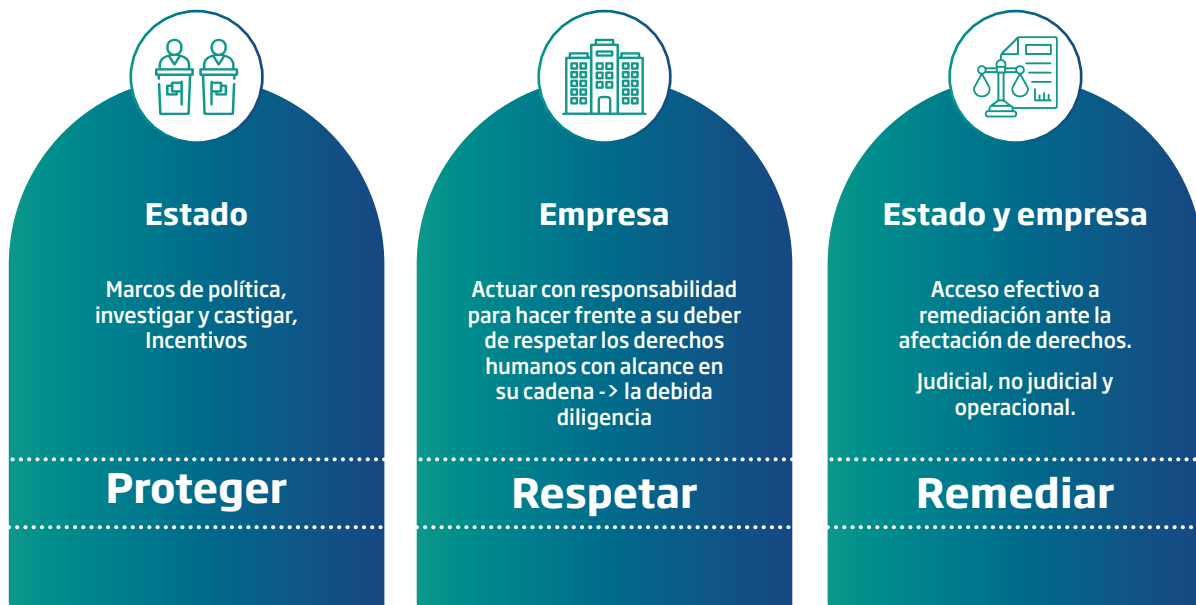 Estado
Marcos de política,
investigar y castigar,
Incentivos
Proteger
Empresa
Actuar con responsabilidad
para hacer frente a su deber
de respetar los derechos
humanos con alcance en
su cadena -> la debida
diligencia
Respetar
Estado y empresa
Acceso efectivo a
remediación ante la
afectación de derechos.
Judicial, no judicial y
operacional.
Remediar